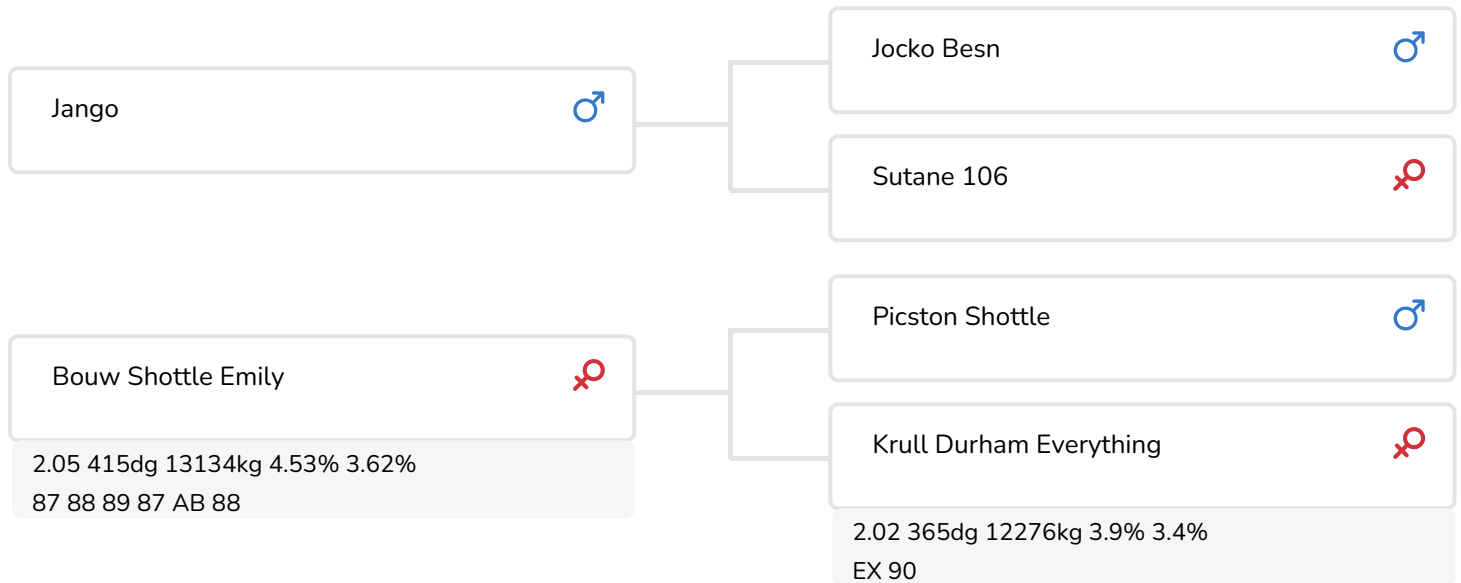 Jango
Jocko Besn
Sutane 106
Bouw Shottle Emily
2.05 415dg 13134kg 4.53% 3.62%
87 88 89 87 AB 88
Picston Shottle
Krull Durham Everything
2.02 365dg 12276kg 3.9% 3.4%
EX 90